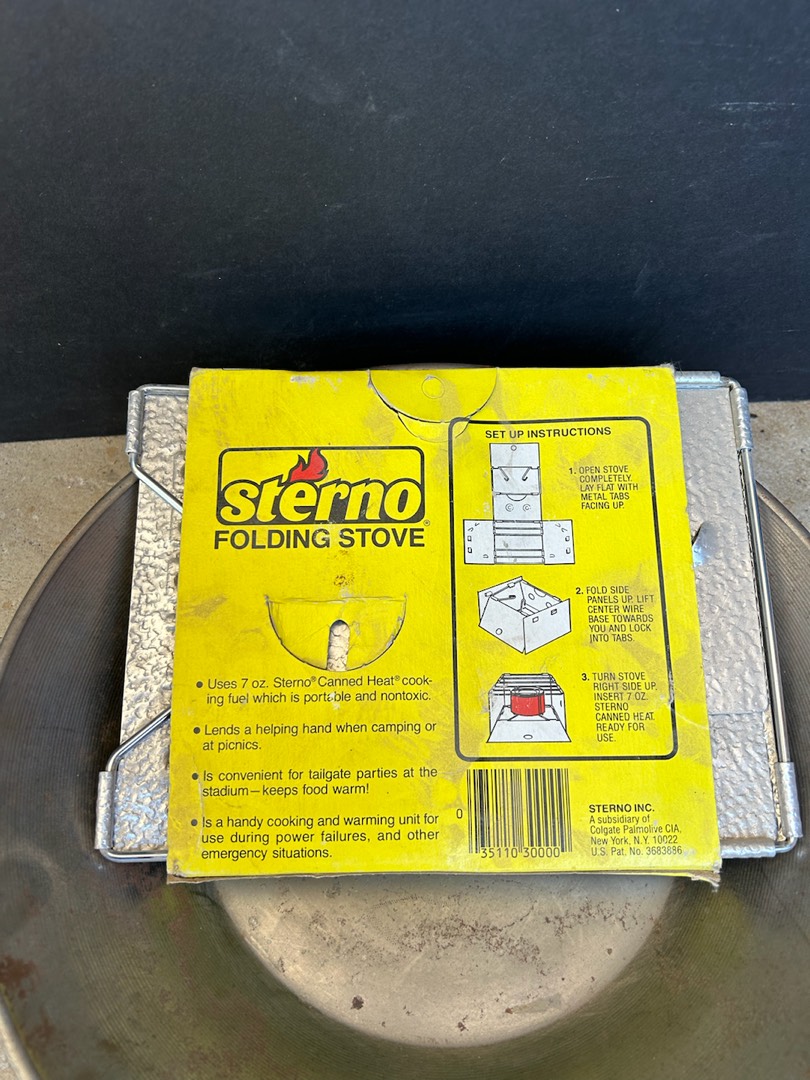 sterno®
FOLDING STOVE
• Uses 7 oz. Sterno® Canned Heat® cook-
ing fuel which is portable and nontoxic.
• Lends a helping hand when camping or
at picnics.
• Is convenient for tailgate parties at the
stadium—keeps food warm!
• Is a handy cooking and warming unit for
use during power failures, and other
emergency situations.
SET UP INSTRUCTIONS
1. OPEN STOVE
COMPLETELY.
LAY FLAT WITH
METAL TABS
FACING UP.
2. FOLD SIDE
PANELS UP. LIFT
CENTER WIRE
BASE TOWARDS
YOU AND LOCK
INTO TABS.
3. TURN STOVE
RIGHT SIDE UP.
INSERT 7 OZ.
STERNO
CANNED HEAT.
READY FOR
USE.
0
35110 30000
STERNO INC.
A subsidiary of
Colgate Palmolive CIA,
New York, N.Y. 10022
U.S. Pat. No. 3683886